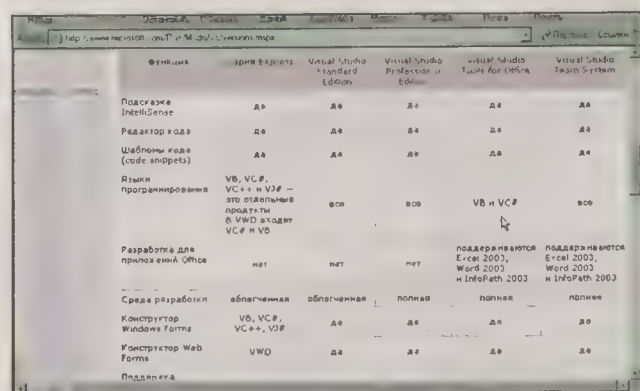 Функция Серия Express Visual Studio Standard Edition Visual Studio Professional Edition Visual Studio Tools for Office Visual Studio Team System
Подсказка IntelliSense да да да да да
Редактор кода да да да да да
Шаблоны кода (code snippets) да да да да да
Языки программирования VB, VC#, VC++ и VJ# — это отдельные продукты В VWD входят VC# и VB все все VB и VC# все
Разработка для приложений Office нет нет нет поддерживаются Excel 2003, Word 2003 и InfoPath 2003 поддерживаются Excel 2003, Word 2003 и InfoPath 2003
Среда разработки облегченная облегченная полная полная полная
Конструктор Windows Forms VB, VC#, VC++, VJ# да да да да
Конструктор Web Forms VWD да да да да
Поддержка